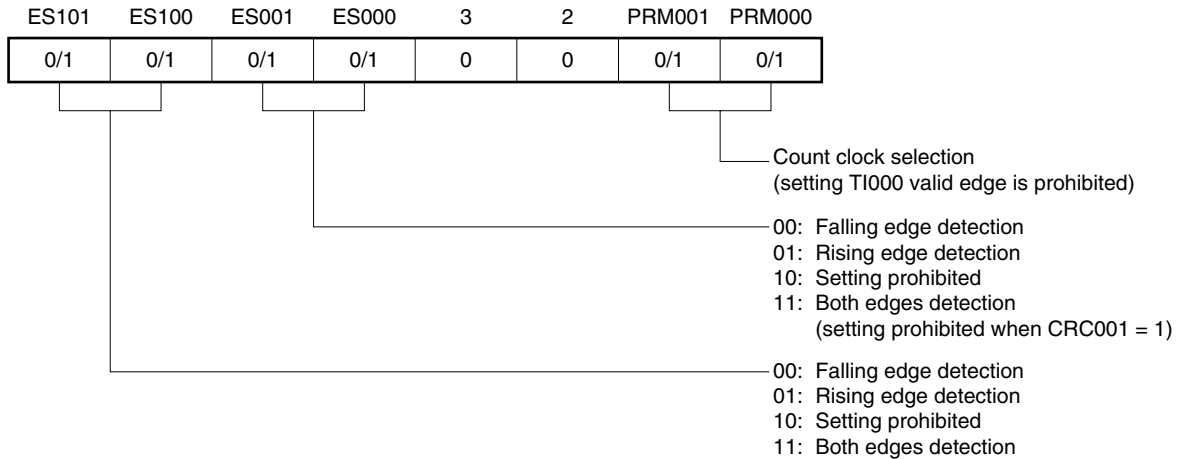 ES101 ES100 ES001 ES000 3 2 PRM001 PRM000
0/1 0/1 0/1 0/1 0 0 0/1 0/1
Count clock selection
(setting TI000 valid edge is prohibited)
00: Falling edge detection
01: Rising edge detection
10: Setting prohibited
11: Both edges detection
(setting prohibited when CRC001 = 1)
00: Falling edge detection
01: Rising edge detection
10: Setting prohibited
11: Both edges detection